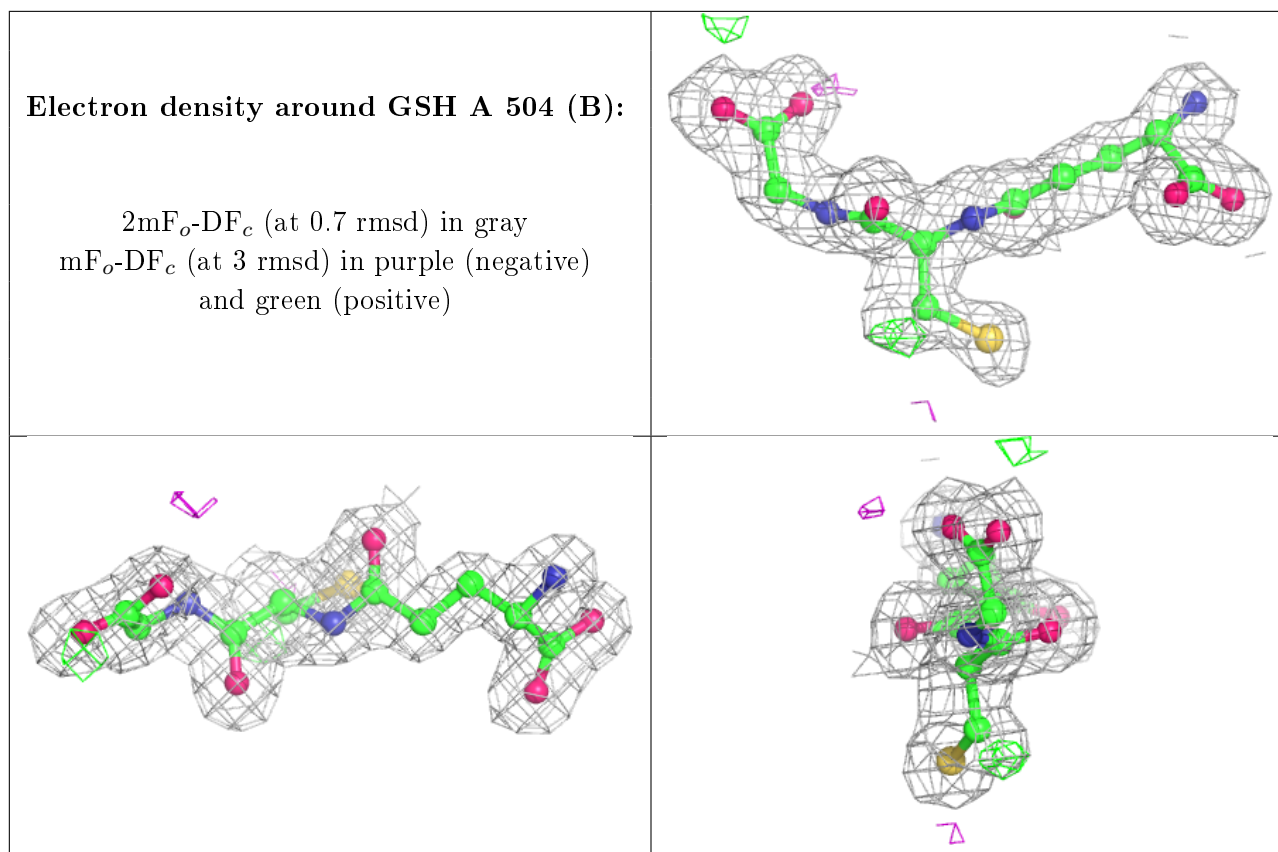 Electron density around GSH A 504 (B):
2mFo-DFc (at 0.7 rmsd) in gray
mFo-DFc (at 3 rmsd) in purple (negative)
and green (positive)